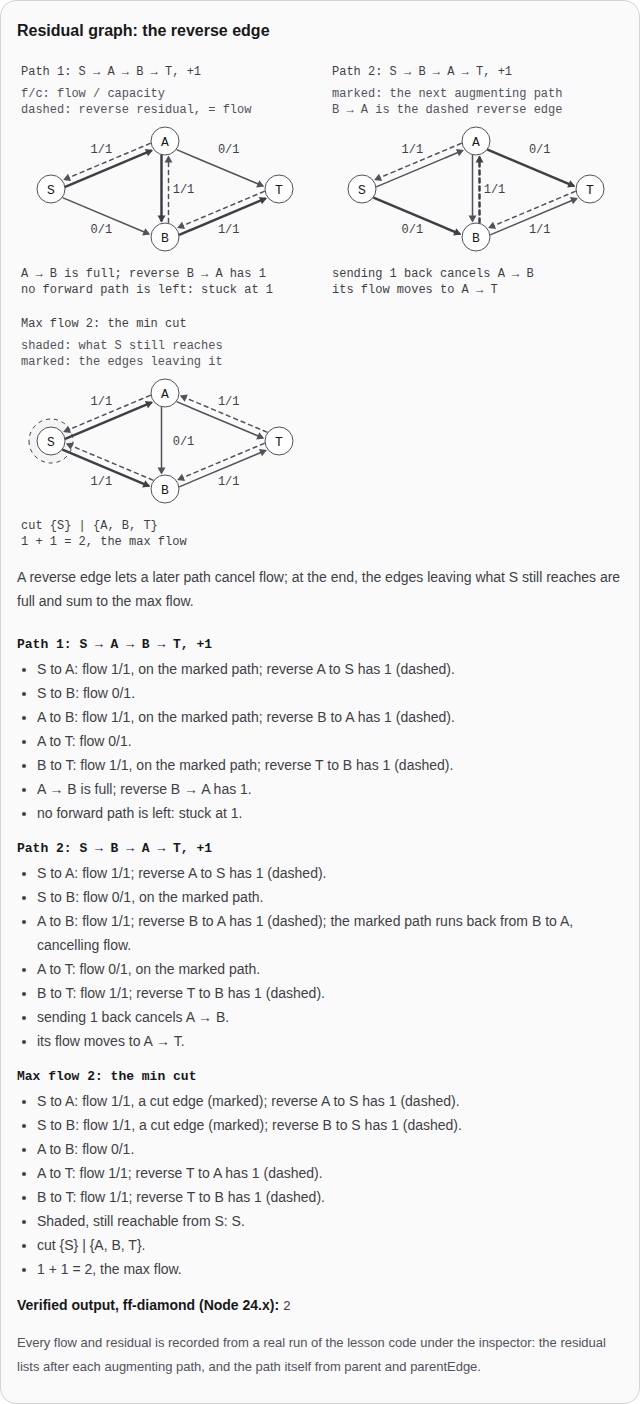 Residual graph: the reverse edge
Path 1: S → A → B → T, +1
f/c: flow / capacity
dashed: reverse residual, = flow
A
1/1
0/1
S
1/1
T
0/1
1/1
B
A → B is full; reverse B → A has 1
no forward path is left: stuck at 1
Path 2: S → B → A → T, +1
marked: the next augmenting path
B → A is the dashed reverse edge
A
1/1
0/1
S
1/1
T
0/1
1/1
B
sending 1 back cancels A → B
its flow moves to A → T
Max flow 2: the min cut
shaded: what S still reaches
marked: the edges leaving it
A
1/1
1/1
S
0/1
T
1/1
1/1
B
cut {S} | {A, B, T}
1 + 1 = 2, the max flow
A reverse edge lets a later path cancel flow; at the end, the edges leaving what S still reaches are
full and sum to the max flow.
Path 1: S → A → B → T, +1
• S to A: flow 1/1, on the marked path; reverse A to S has 1 (dashed).
• S to B: flow 0/1.
• A to B: flow 1/1, on the marked path; reverse B to A has 1 (dashed).
• A to T: flow 0/1.
• B to T: flow 1/1, on the marked path; reverse T to B has 1 (dashed).
• A → B is full; reverse B → A has 1.
• no forward path is left: stuck at 1.
Path 2: S → B → A → T, +1
• S to A: flow 1/1; reverse A to S has 1 (dashed).
• S to B: flow 0/1, on the marked path.
• A to B: flow 1/1; reverse B to A has 1 (dashed); the marked path runs back from B to A,
cancelling flow.
• A to T: flow 0/1, on the marked path.
• B to T: flow 1/1; reverse T to B has 1 (dashed).
• sending 1 back cancels A → B.
• its flow moves to A → T.
Max flow 2: the min cut
• S to A: flow 1/1, a cut edge (marked); reverse A to S has 1 (dashed).
• S to B: flow 1/1, a cut edge (marked); reverse B to S has 1 (dashed).
• A to B: flow 0/1.
• A to T: flow 1/1; reverse T to A has 1 (dashed).
• B to T: flow 1/1; reverse T to B has 1 (dashed).
• Shaded, still reachable from S: S.
• cut {S} | {A, B, T}.
• 1 + 1 = 2, the max flow.
Verified output, ff-diamond (Node 24.x): 2
Every flow and residual is recorded from a real run of the lesson code under the inspector: the residual
lists after each augmenting path, and the path itself from parent and parentEdge.